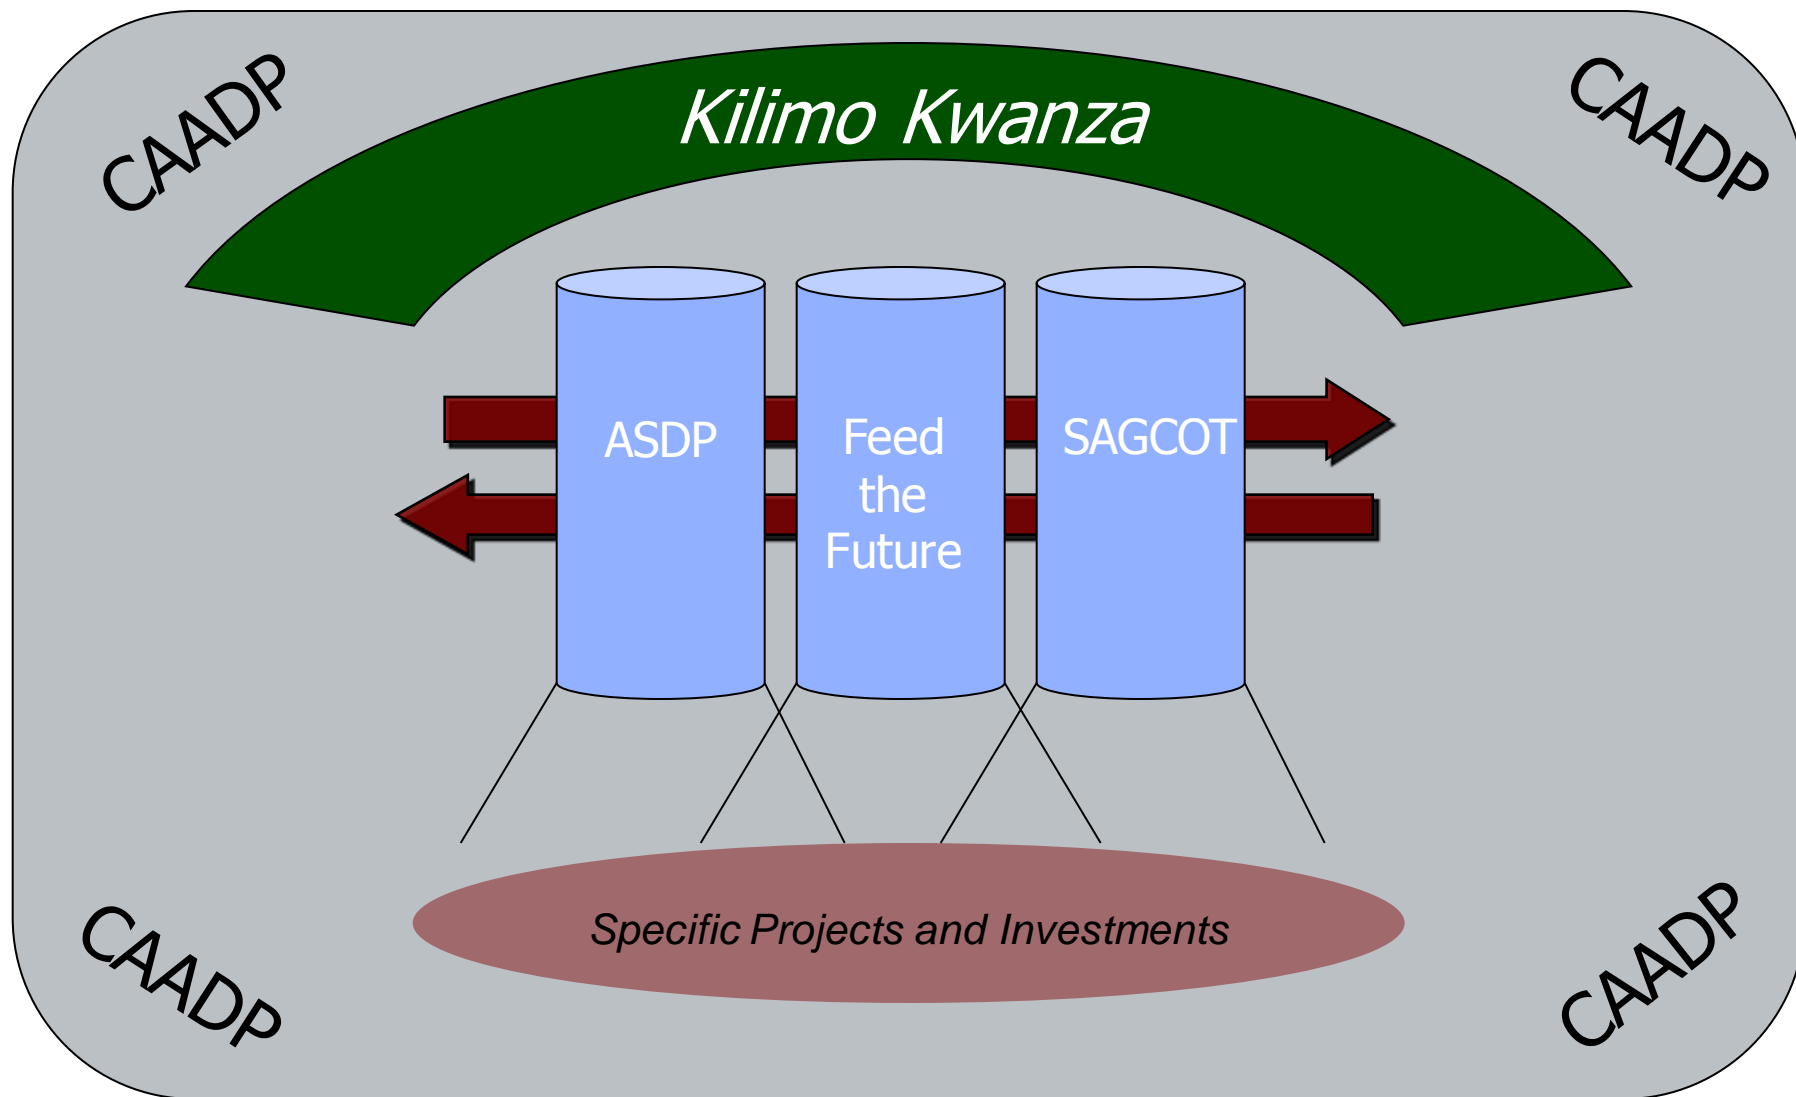 CAADP
CAADP
Kilimo Kwanza
ASDP
Feed
the
Future
SAGCOT
Specific Projects and Investments
CAADP
CAADP